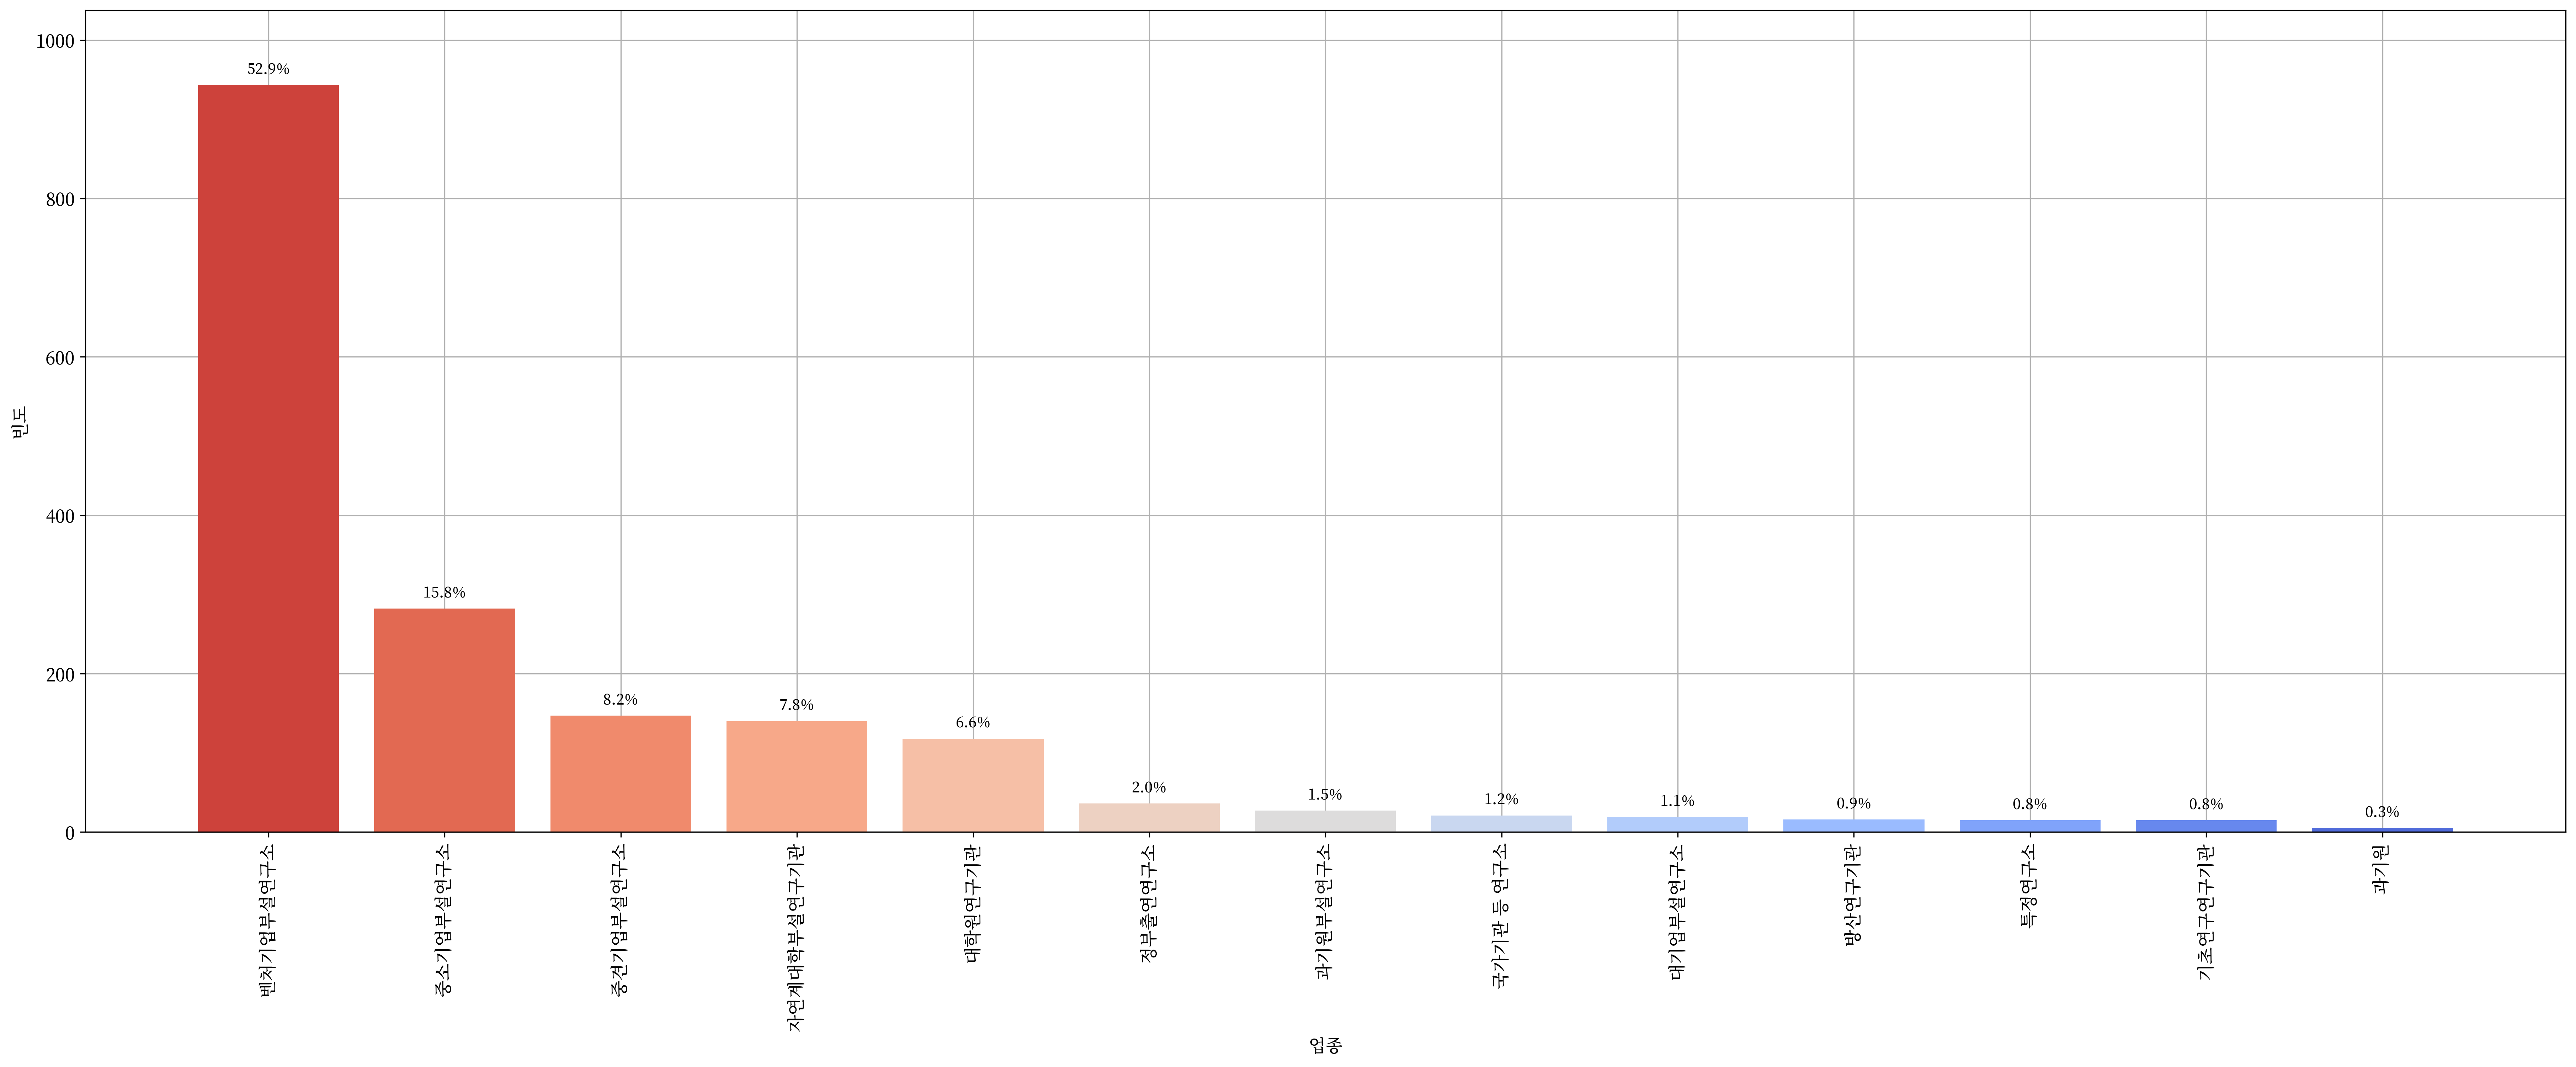 1000
800
600
400
200
0
빈도
52.9%
15.8%
8.2%
7.8%
6.6%
2.0%
1.5%
1.2%
1.1%
0.9%
0.8%
0.8%
0.3%
벤처기업부설연구소
중소기업부설연구소
중견기업부설연구소
자연계대학부설연구기관
대학원연구기관
정부출연연구소
과기원부설연구소
국가기관 등 연구소
대기업부설연구소
방산연구기관
특정연구소
기초연구연구기관
과기원
업종